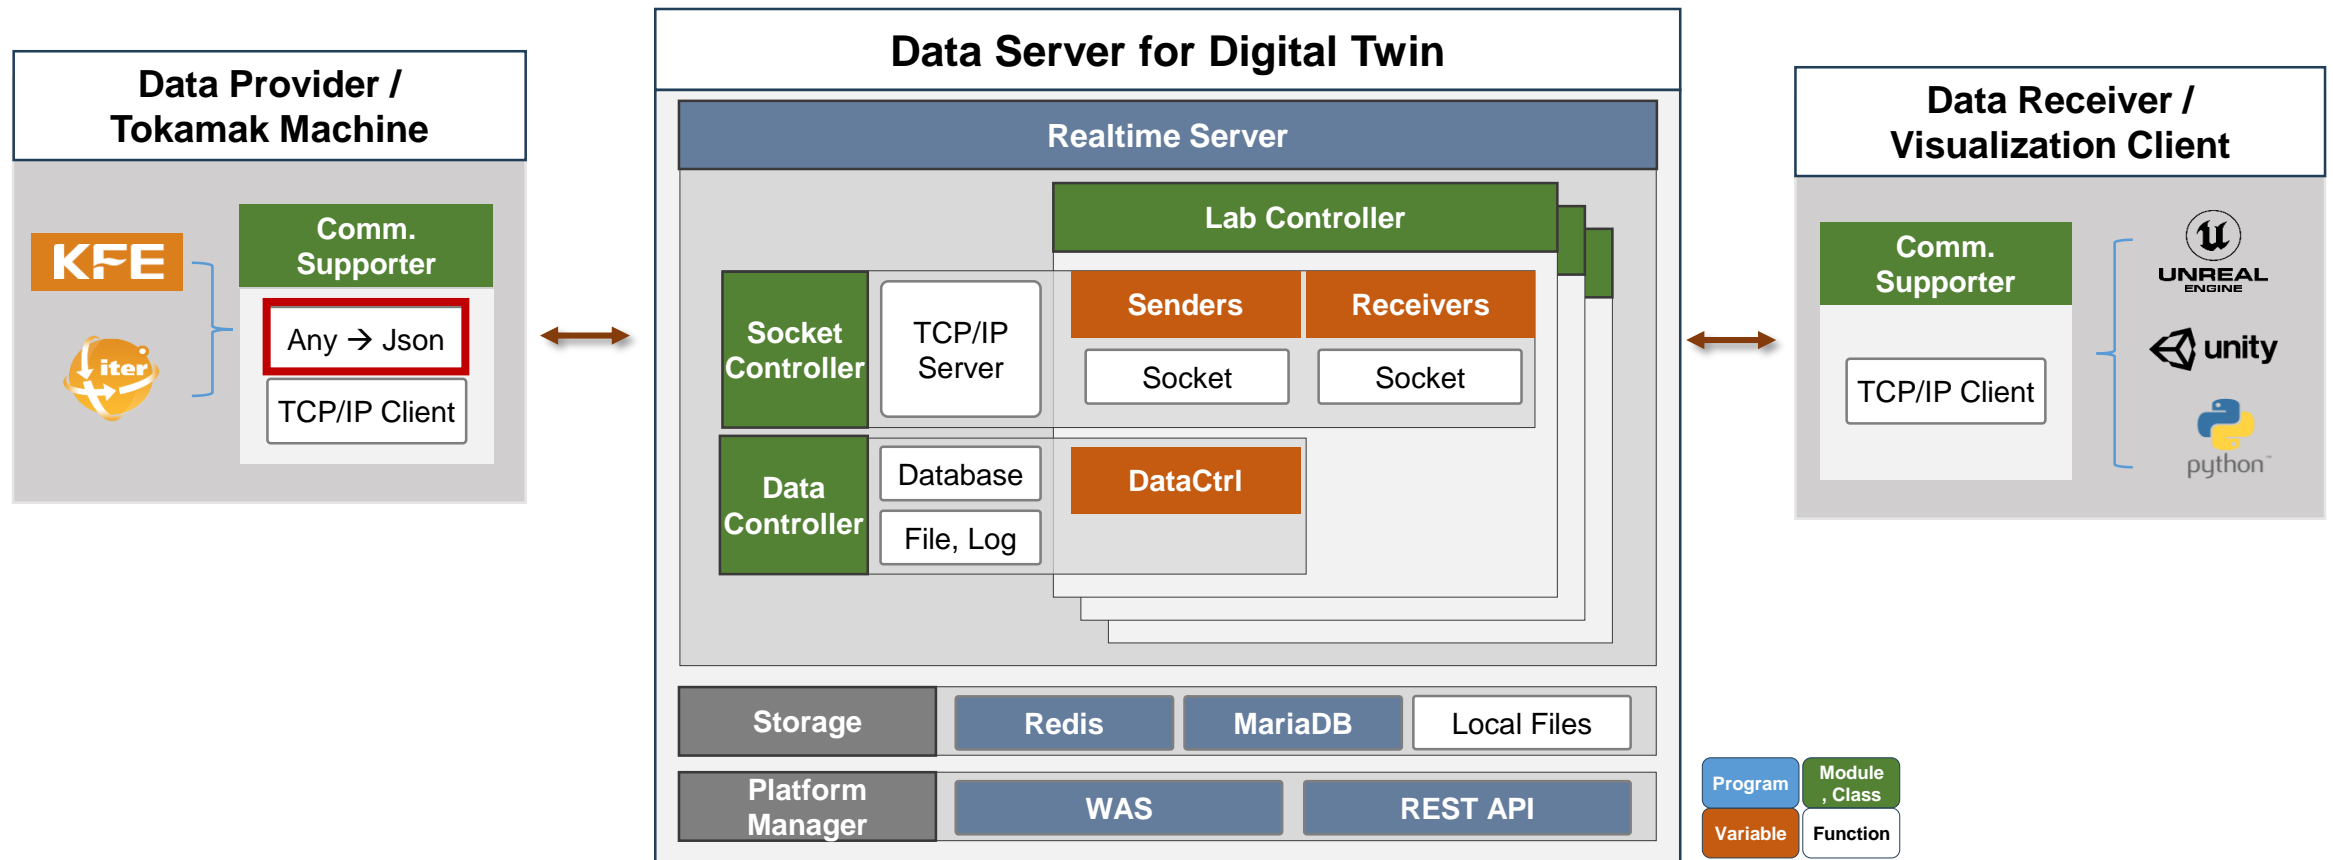 Data Provider /
Tokamak Machine
KFE
iter
Comm.
Supporter
Any → Json
TCP/IP Client
Data Server for Digital Twin
Realtime Server
Lab Controller
Socket
Controller
TCP/IP
Server
Senders
Receivers
Socket
Socket
Data
Controller
Database
File, Log
DataCtrl
Storage
Redis
MariaDB
Local Files
Platform
Manager
WAS
REST API
Data Receiver /
Visualization Client
Comm.
Supporter
TCP/IP Client
UNREAL
ENGINE
unity
python™
Program
Module
, Class
Variable
Function